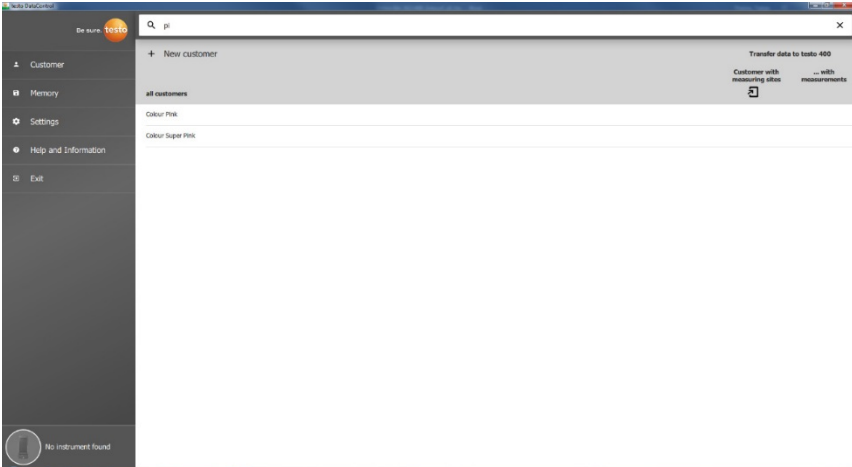 Testo DataControl
Be sure. testo
pi
Customer
Memory
Settings
Help and Information
Exit
No instrument found
+ New customer
Transfer data to testo 400
Customer with
measuring sites
... with
measurements
all customers
Colour Pink
Colour Super Pink